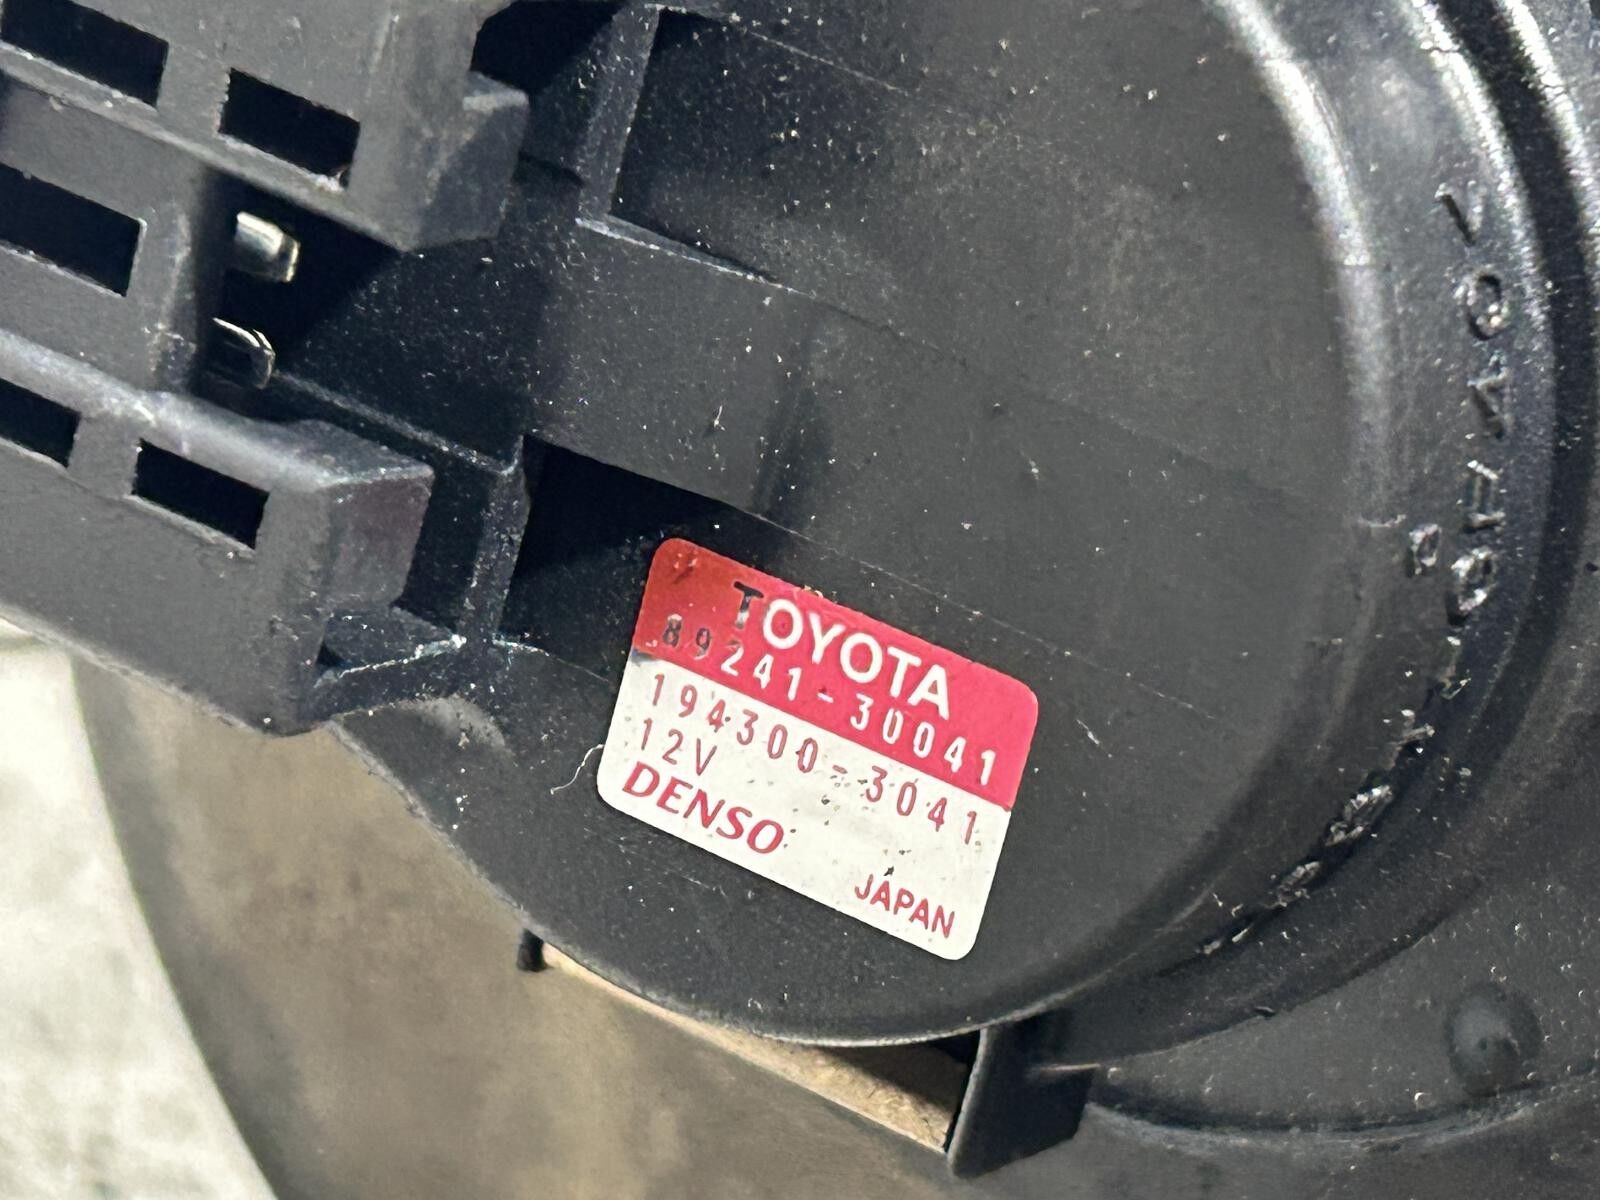 TOYOTA
89241-30041
194300-3041
12V
DENSO
JAPAN